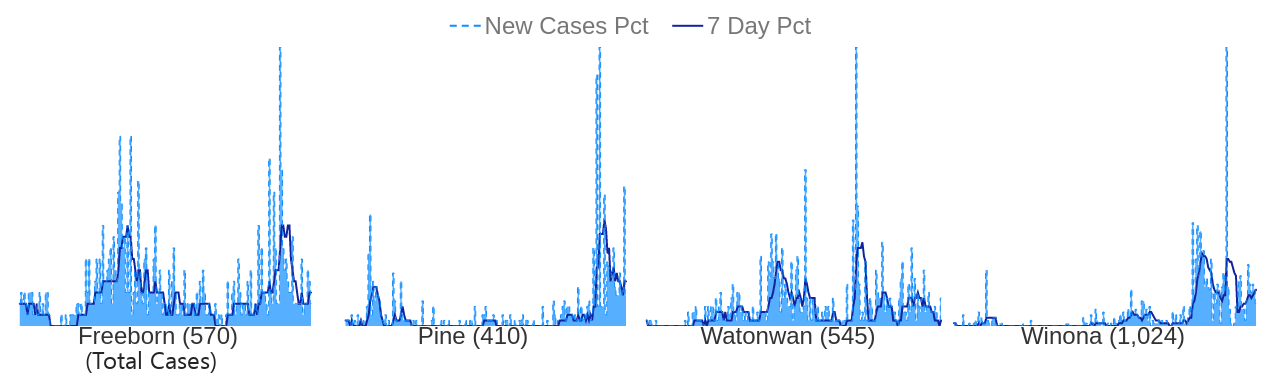 New Cases Pct 7 Day Pct
Freeborn (570) Pine (410) Watonwan (545) Winona (1,024)
(Total Cases)